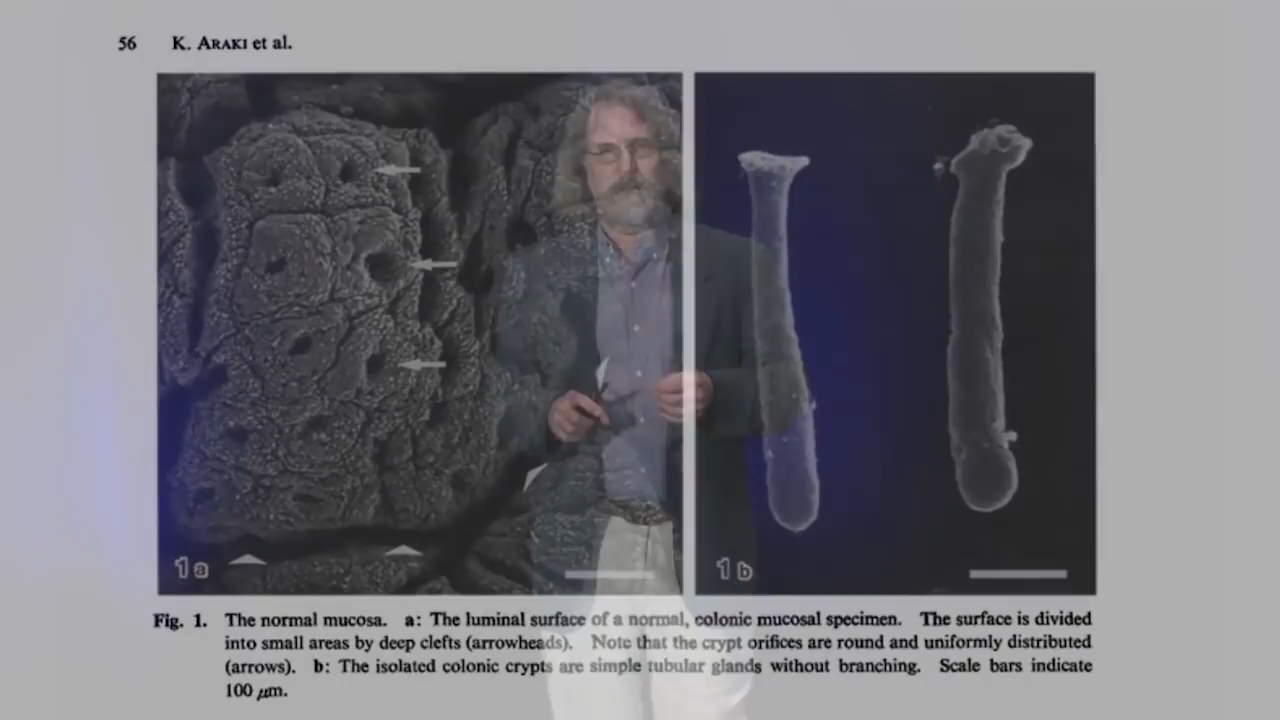 56 K. ARAKI et al.
1a
1b
Fig. 1. The normal mucosa. a: The luminal surface of a normal, colonic mucosal specimen. The surface is divided
into small areas by deep clefts (arrowheads). Note that the crypt orifices are round and uniformly distributed
(arrows). b: The isolated colonic crypts are simple tubular glands without branching. Scale bars indicate
100 μm.